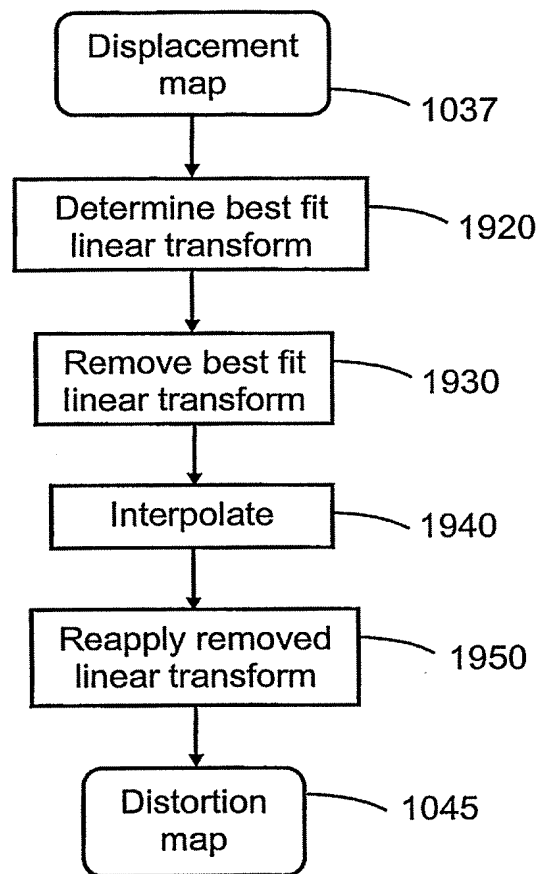 Displacement
map
1037
Determine best fit
linear transform
1920
Remove best fit
linear transform
1930
Interpolate
1940
Reapply removed
linear transform
1950
Distortion
map
1045